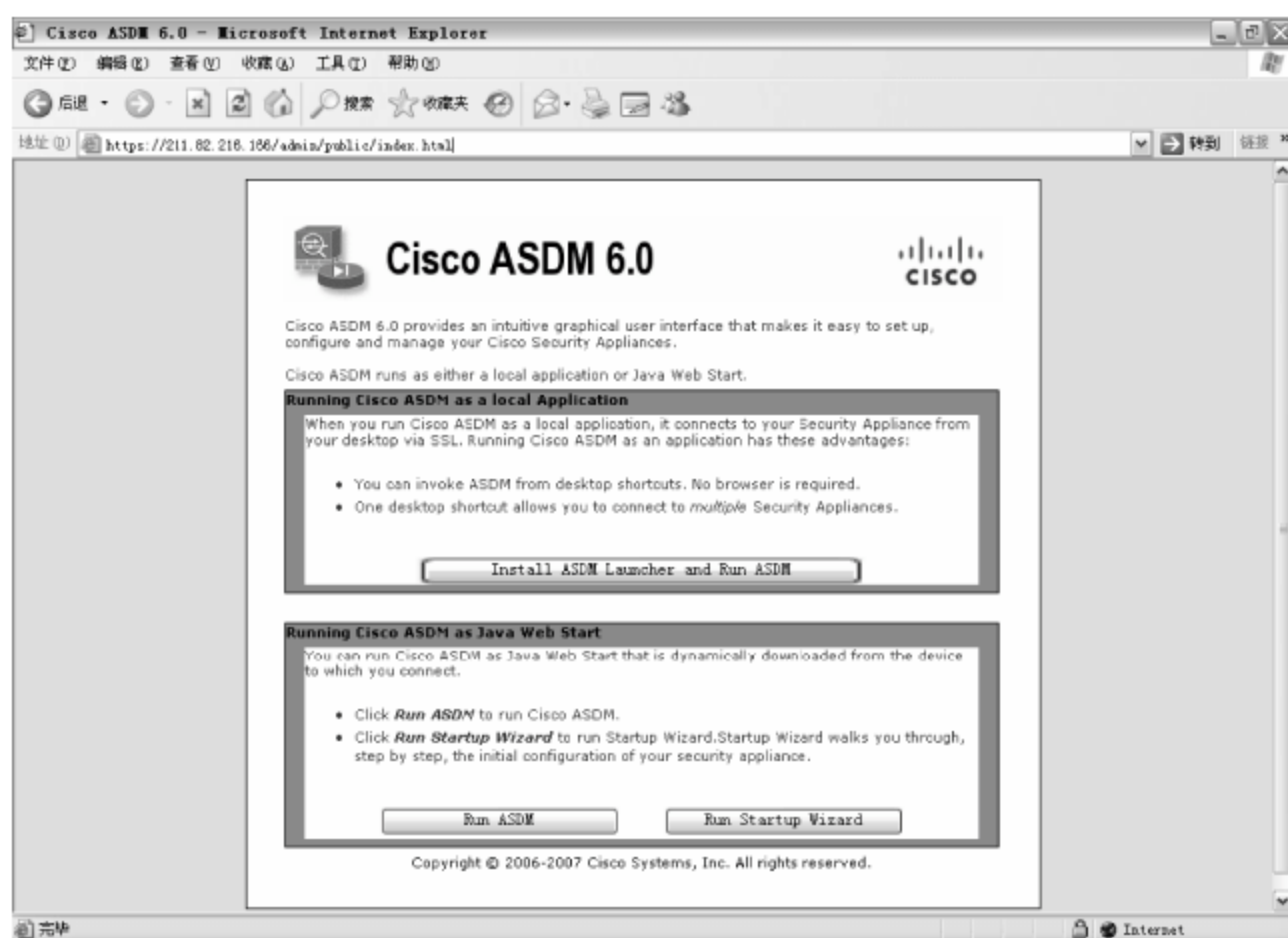 Cisco ASDM 6.0 - Microsoft Internet Explorer
文件(F) 编辑(E) 查看(V) 收藏(A) 工具(T) 帮助(H)
后退 搜索 收藏夹
地址(D) https://211.82.216.166/admin/public/index.html 转到 链接 »
Cisco ASDM 6.0
CISCO
Cisco ASDM 6.0 provides an intuitive graphical user interface that makes it easy to set up,
configure and manage your Cisco Security Appliances.
Cisco ASDM runs as either a local application or Java Web Start.
Running Cisco ASDM as a local Application
When you run Cisco ASDM as a local application, it connects to your Security Appliance from
your desktop via SSL. Running Cisco ASDM as an application has these advantages:
• You can invoke ASDM from desktop shortcuts. No browser is required.
• One desktop shortcut allows you to connect to multiple Security Appliances.
Install ASDM Launcher and Run ASDM
Running Cisco ASDM as Java Web Start
You can run Cisco ASDM as Java Web Start that is dynamically downloaded from the device
to which you connect.
• Click Run ASDM to run Cisco ASDM.
• Click Run Startup Wizard to run Startup Wizard.Startup Wizard walks you through,
step by step, the initial configuration of your security appliance.
Run ASDM Run Startup Wizard
Copyright © 2006-2007 Cisco Systems, Inc. All rights reserved.
完毕 Internet